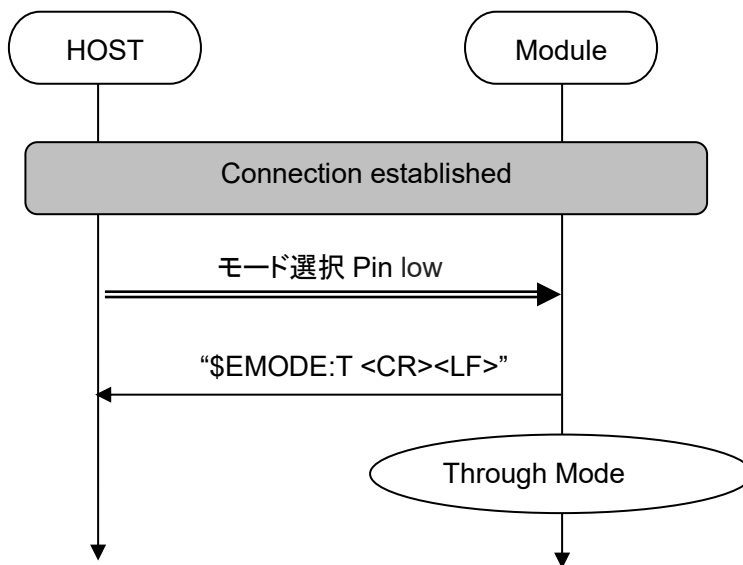 HOST
Module
Connection established
モード選択 Pin low
“$EMODE:T <CR><LF>”
Through Mode